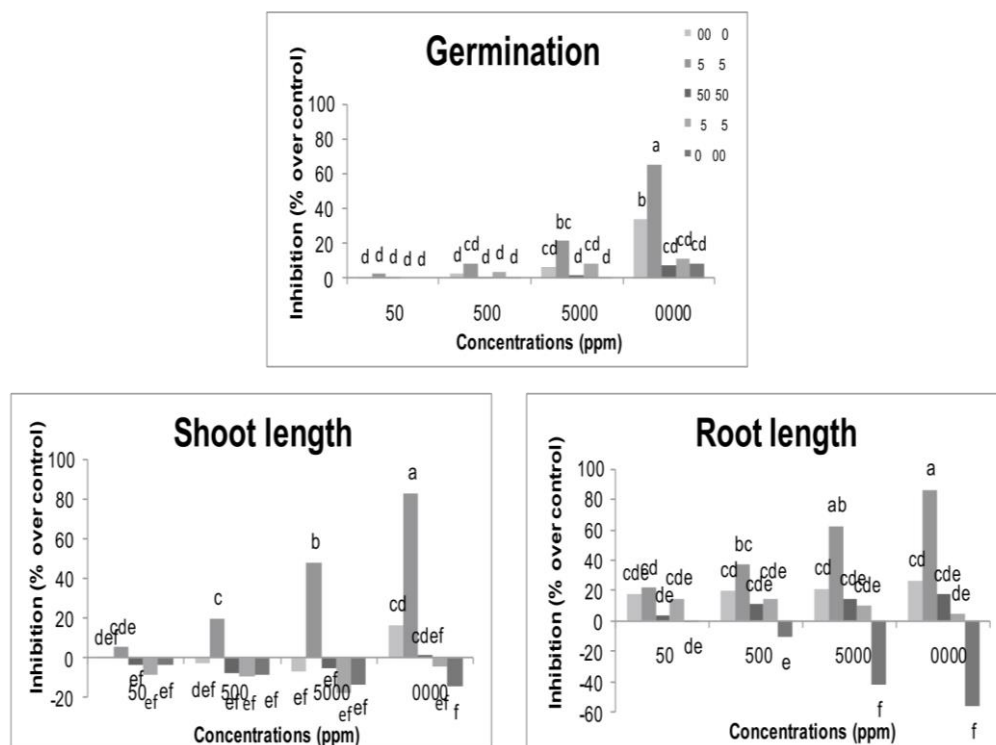 Germination
00 0
5 5
50 50
5 5
0 00
Inhibition (% over control)
100
80
60
40
20
0
d d d d d
d cd d d d
cd bc d cd d
b a cd cd cd
50 500 5000 0000
Concentrations (ppm)
Shoot length
Inhibition (% over control)
100
80
60
40
20
0
-20
def cde ef ef ef
def c ef ef ef
ef b ef ef ef
cd a cdef ef f
50 500 5000 0000
Concentrations (ppm)
Root length
Inhibition (% over control)
100
80
60
40
20
0
-20
-40
-60
cde cd de cde de
cd bc cde cde e
cd ab cde cde f
cd a cde de f
50 500 5000 0000
Concentrations (ppm)